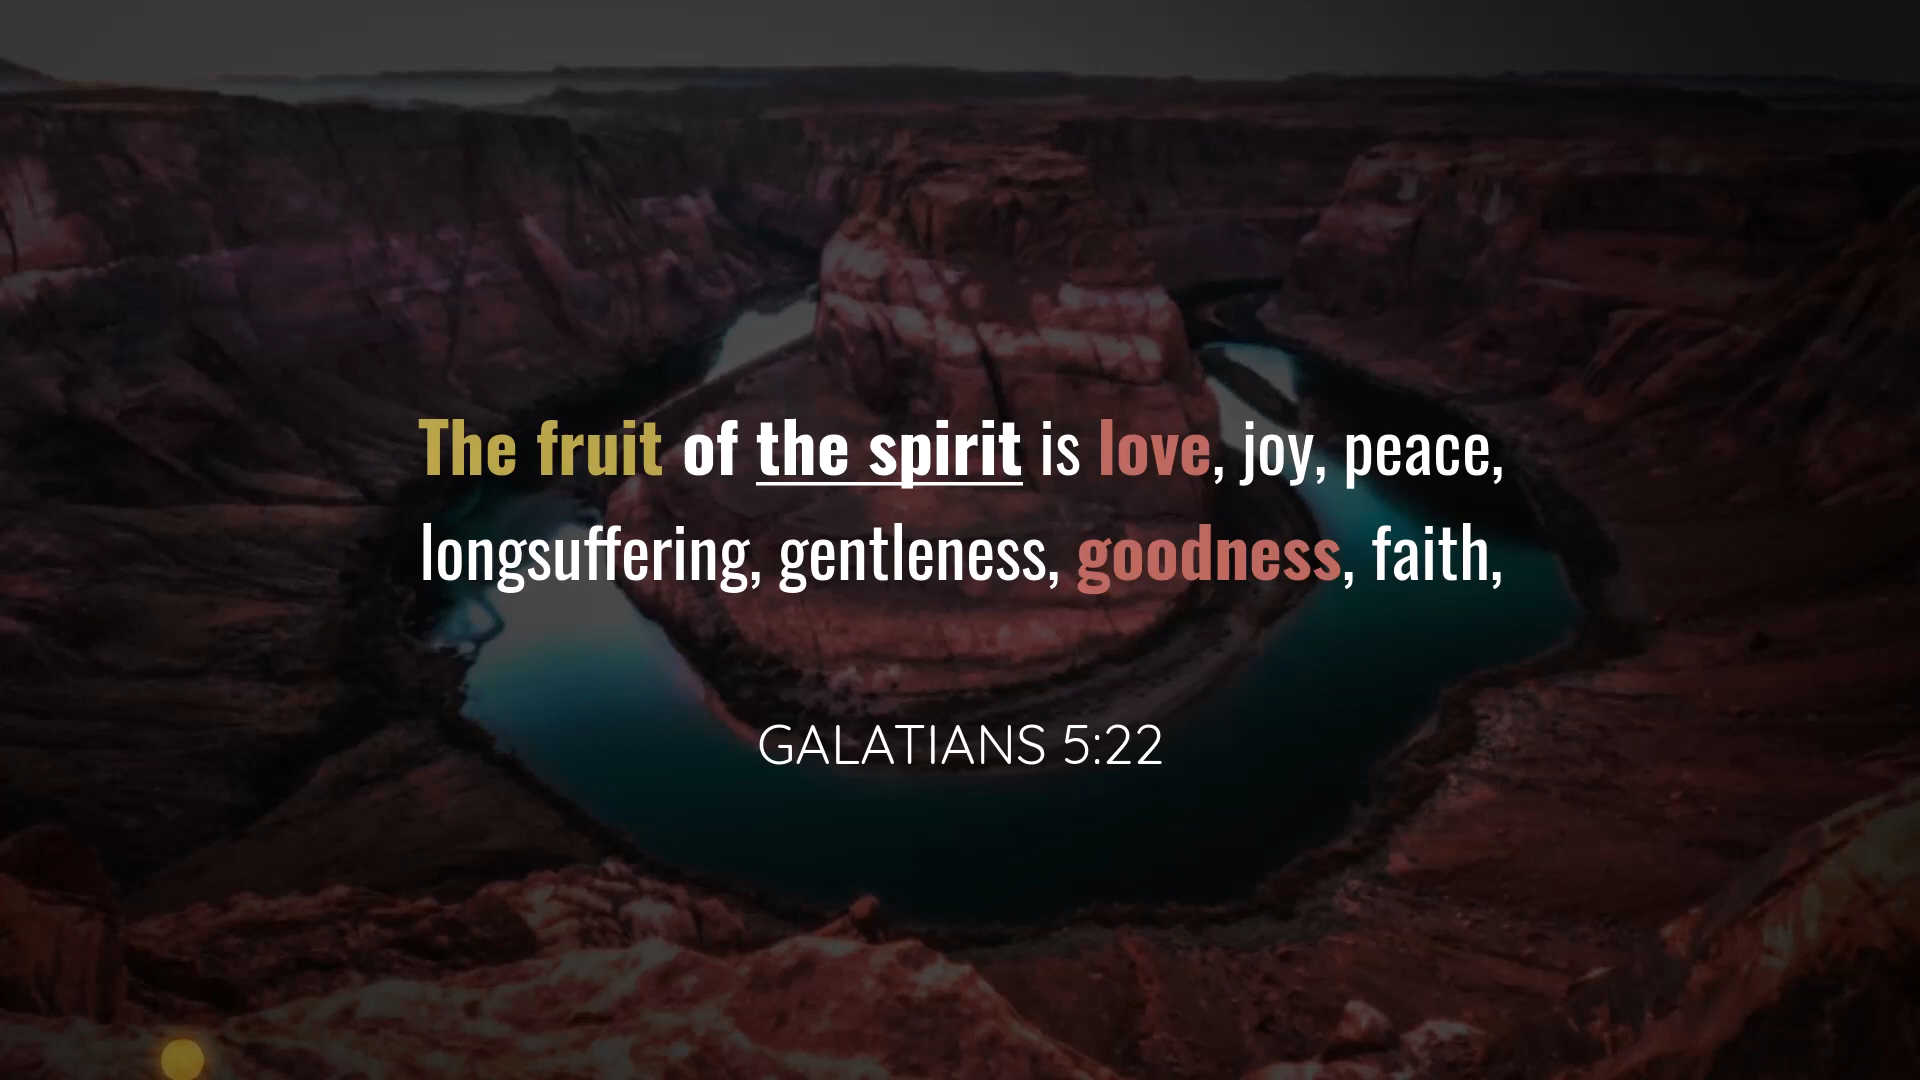 The fruit of the spirit is love, joy, peace,
longsuffering, gentleness, goodness, faith,
GALATIANS 5:22